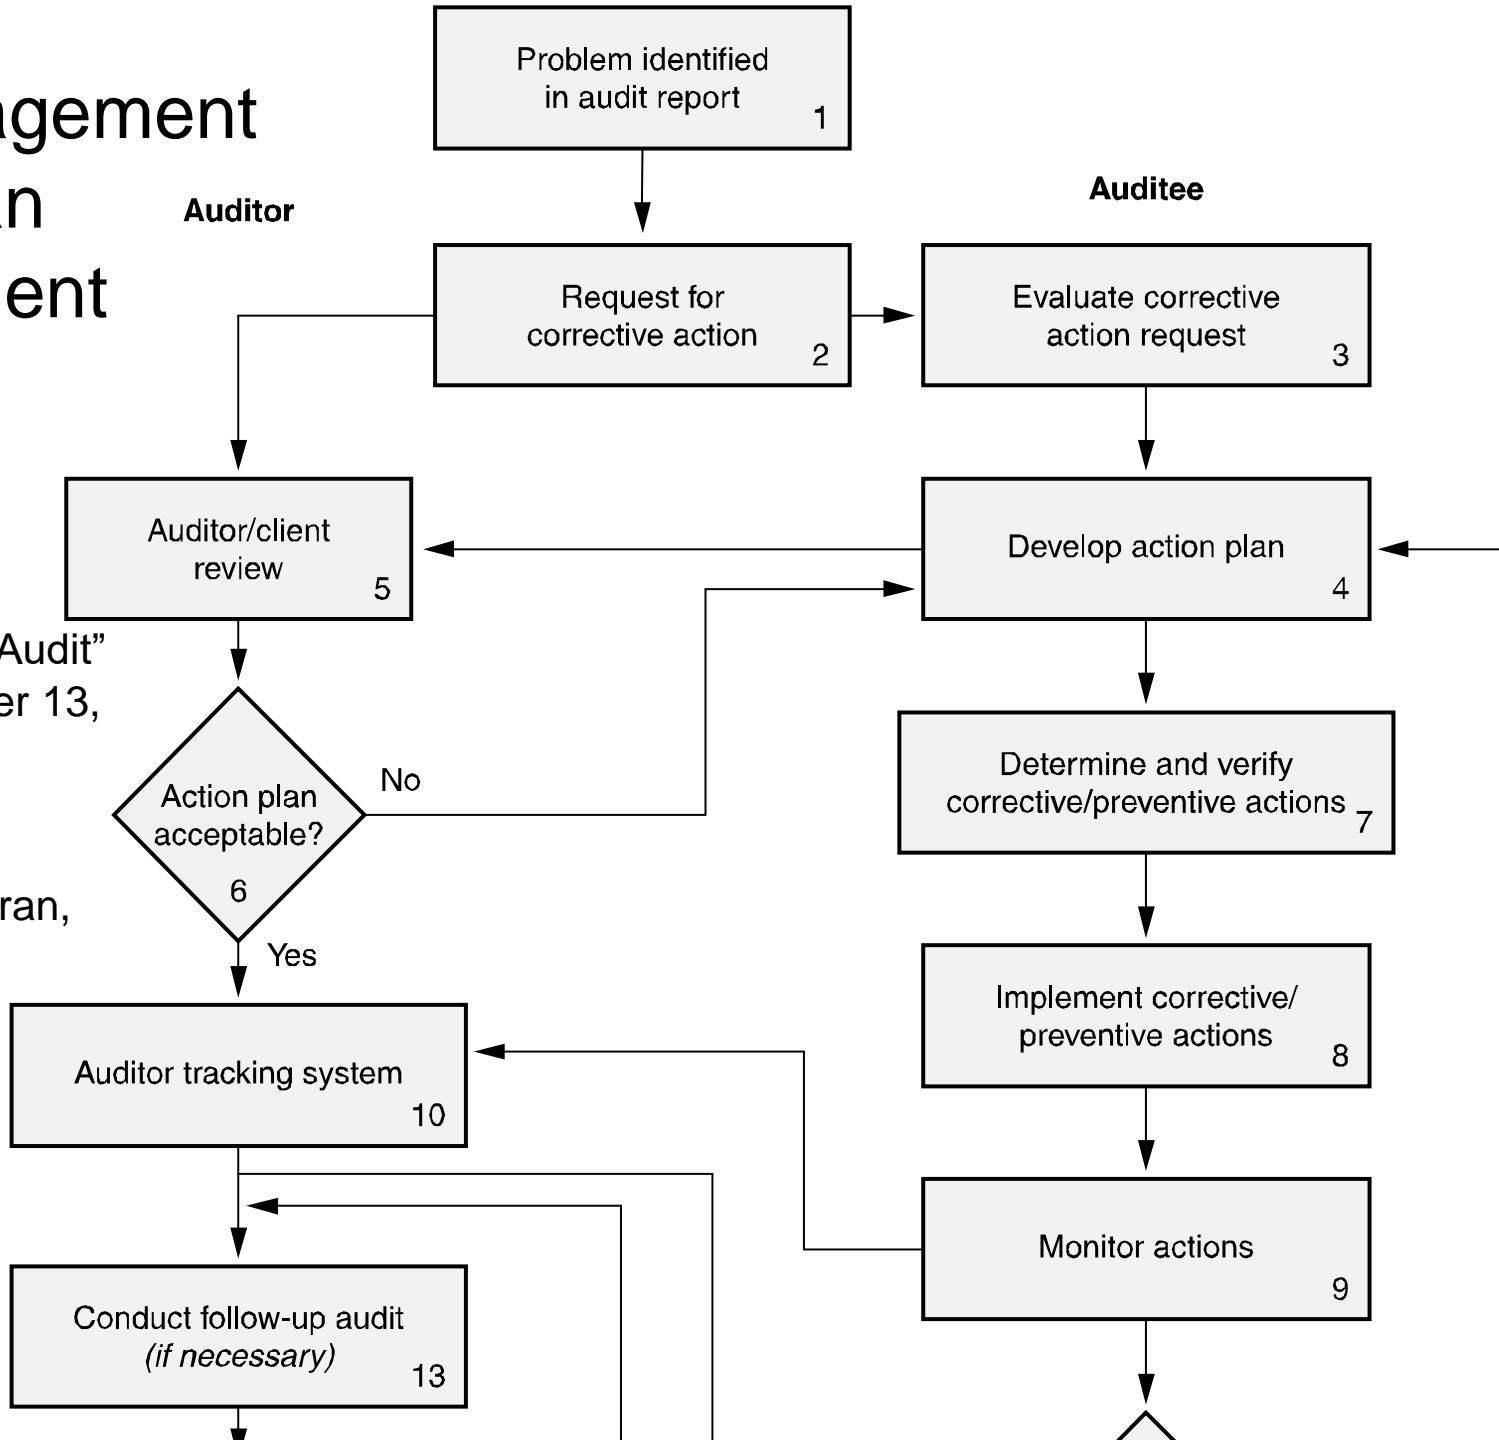 Problem identified
in audit report
1
agement
an
ent
Auditor
Auditee
Request for
corrective action
2
Evaluate corrective
action request
3
Auditor/client
review
5
Develop action plan
4
Audit”
er 13,
Determine and verify
corrective/preventive actions
7
No
Action plan
acceptable?
6
ran,
Yes
Implement corrective/
preventive actions
8
Auditor tracking system
10
Monitor actions
9
Conduct follow-up audit
(if necessary)
13